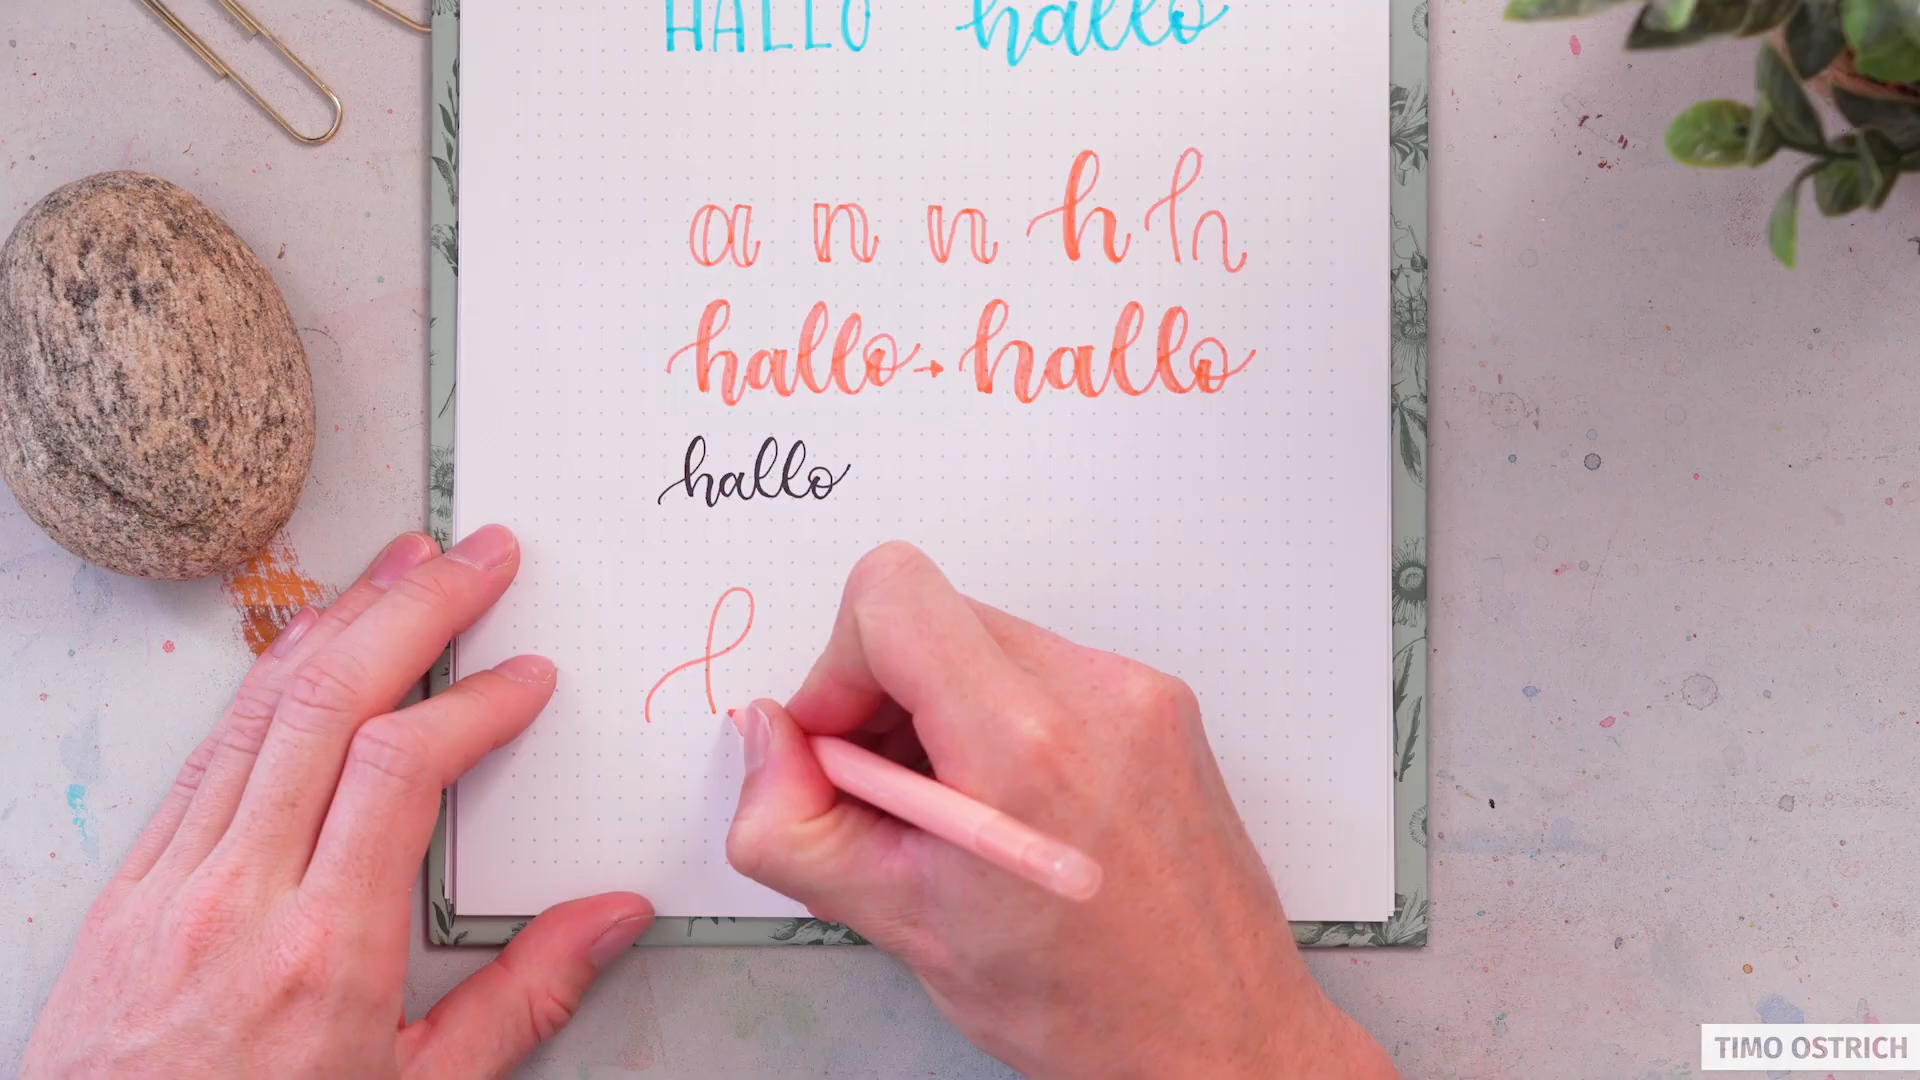 HALLO hallo
a n n h h
hallo → hallo
hallo
TIMO OSTRICH